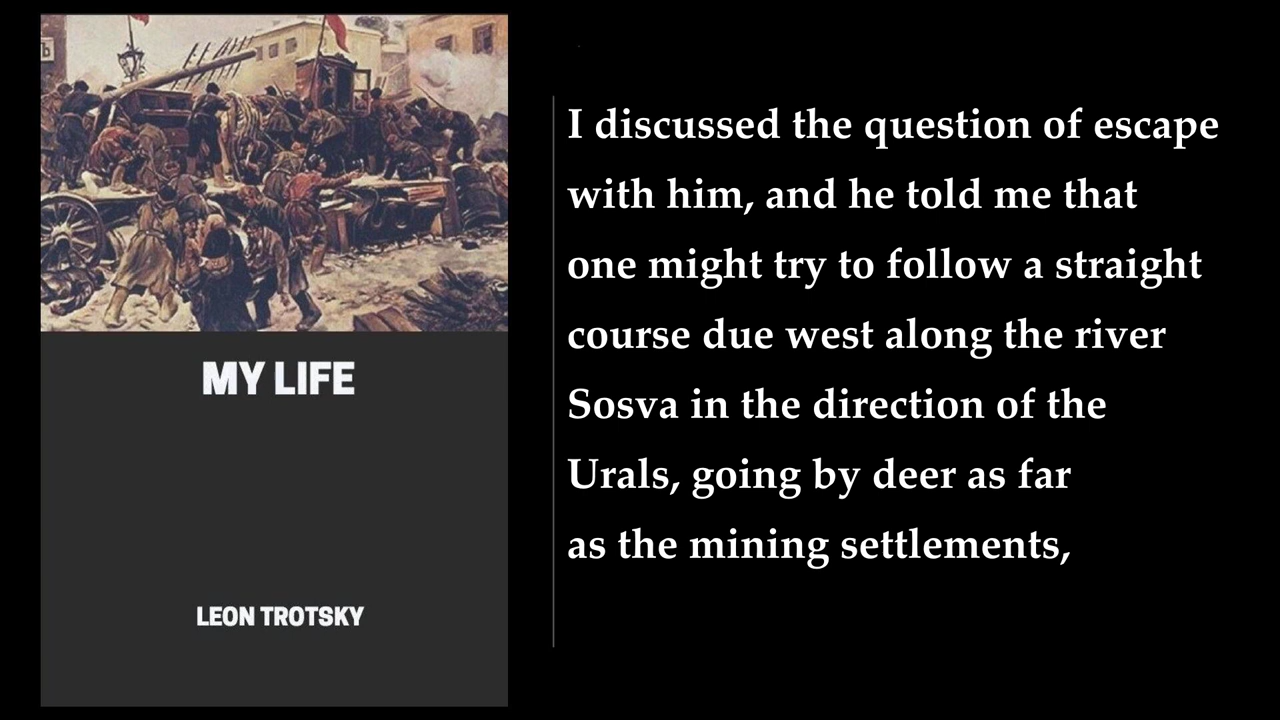 MY LIFE
LEON TROTSKY
I discussed the question of escape
with him, and he told me that
one might try to follow a straight
course due west along the river
Sosva in the direction of the
Urals, going by deer as far
as the mining settlements,